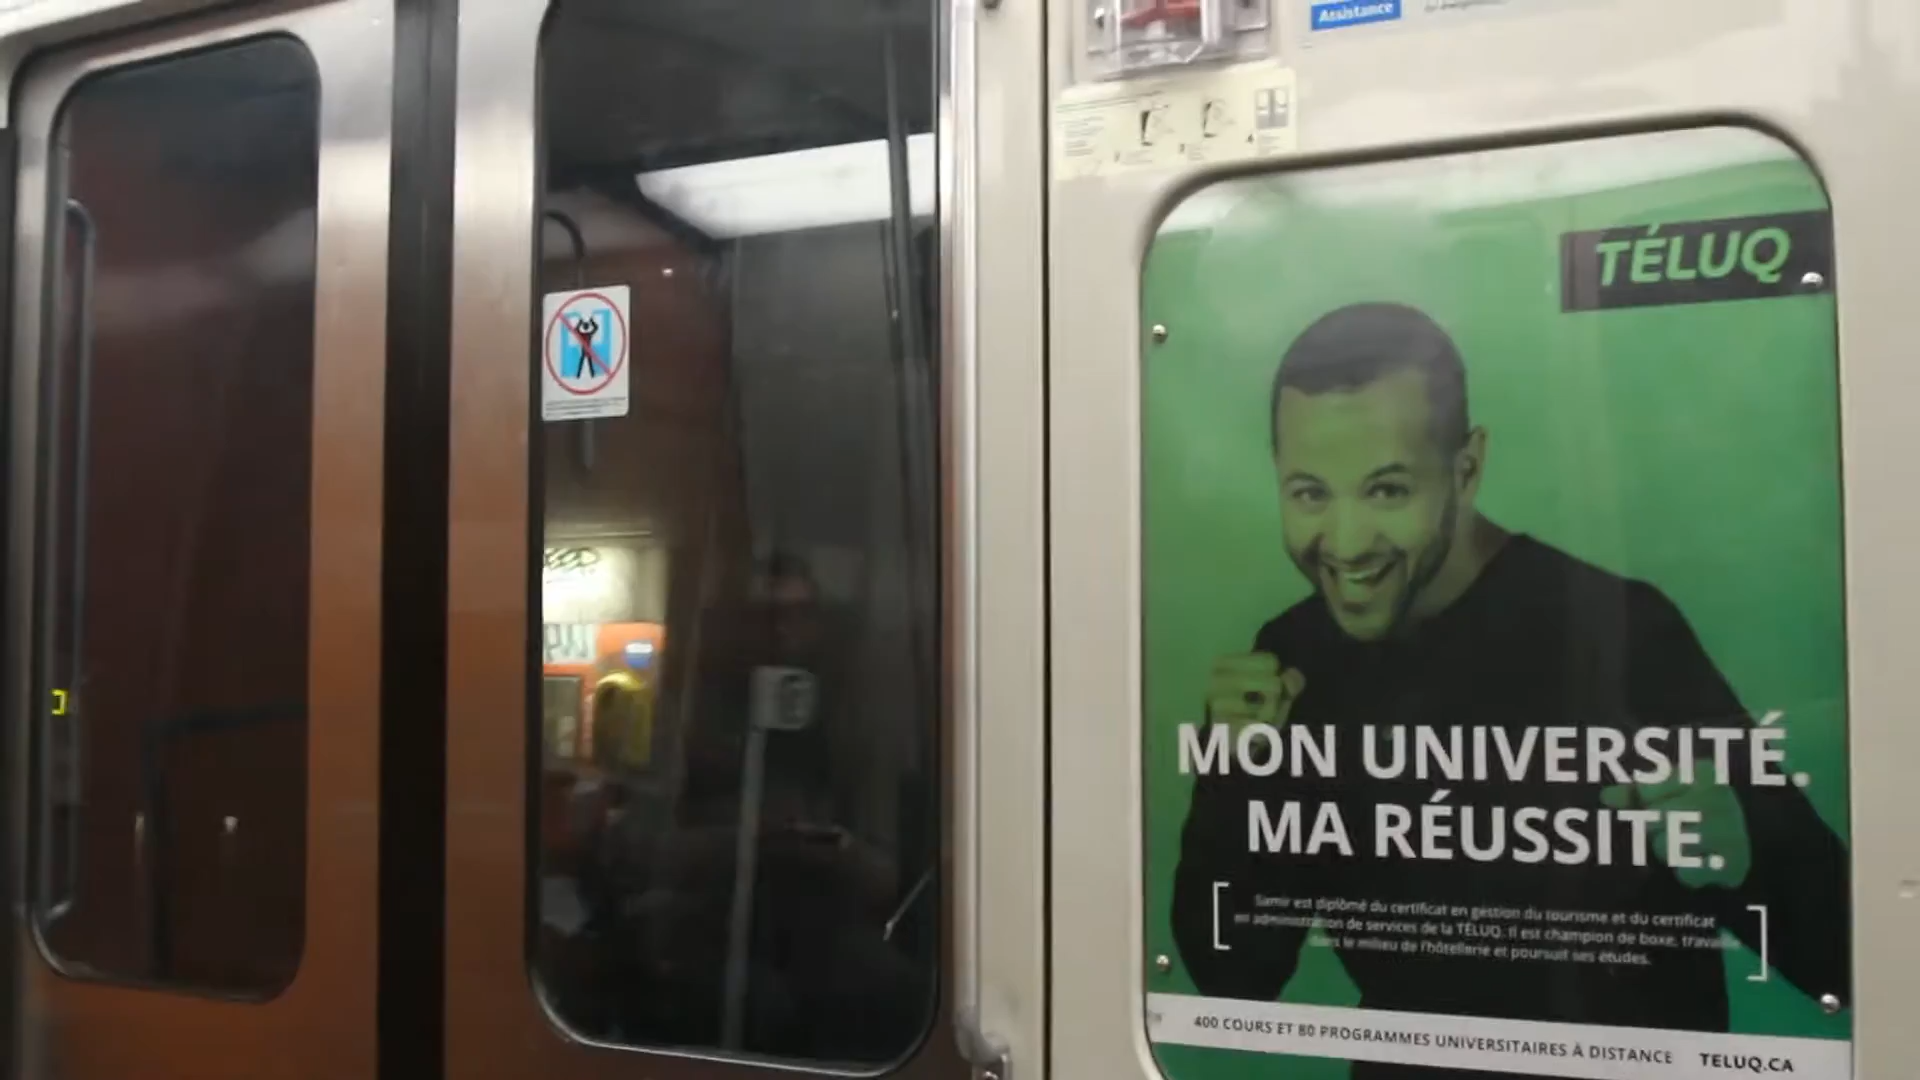 Assistance
TÉLUQ
MON UNIVERSITÉ.
MA RÉUSSITE.
Samir est diplômé du certificat en gestion du tourisme et du certificat
en administration de services de la TÉLUQ. Il est champion de boxe, travaille
dans le milieu de l'hôtellerie et poursuit ses études.
400 COURS ET 80 PROGRAMMES UNIVERSITAIRES À DISTANCE TELUQ.CA